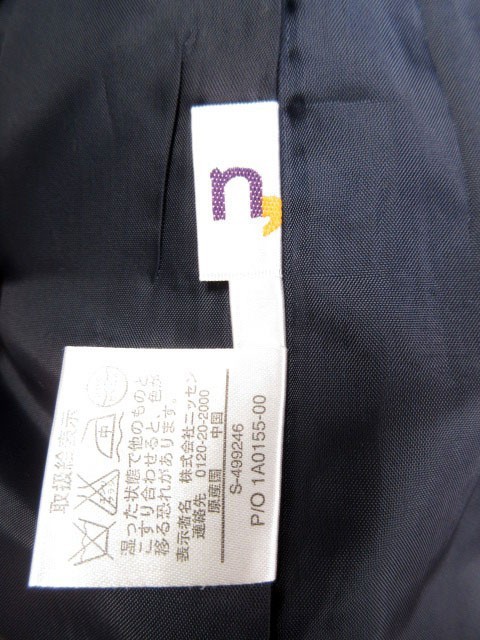 n,
取扱絵表示
湿った状態で他のものと
こすり合わせると色が
移る恐れがあります。
表示者名 株式会社ニッセン
連絡先 0120-20-2000
原産国 中国
S-499246
P/O 1A0155-00